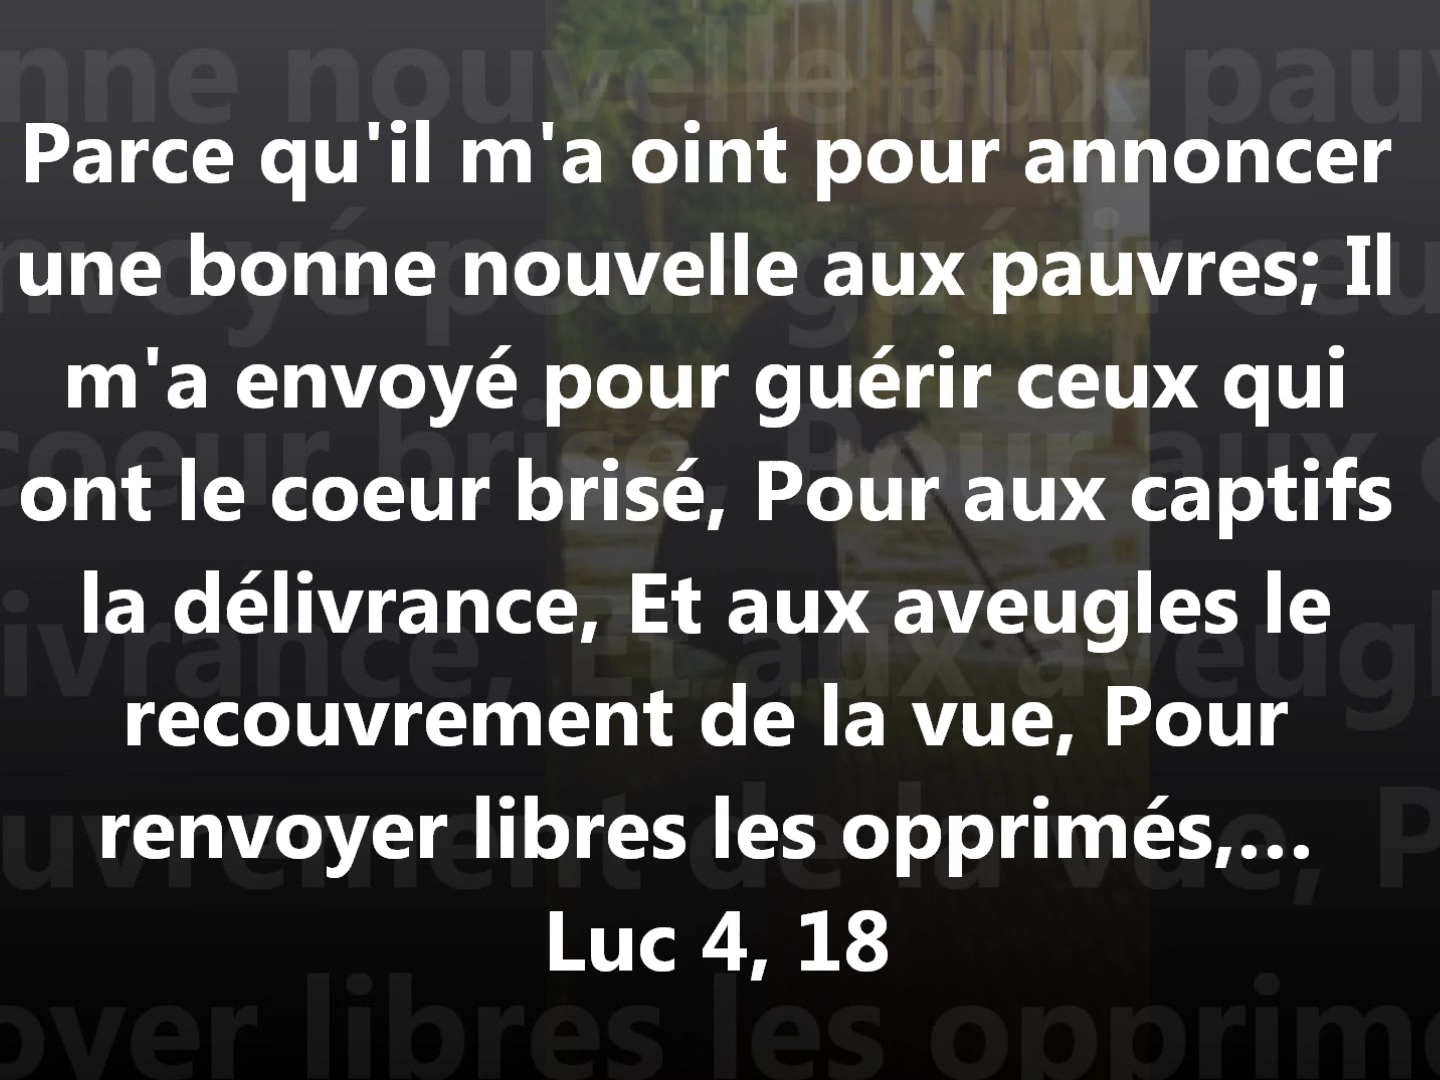 Parce qu'il m'a oint pour annoncer
une bonne nouvelle aux pauvres; Il
m'a envoyé pour guérir ceux qui
ont le coeur brisé, Pour aux captifs
la délivrance, Et aux aveugles le
recouvrement de la vue, Pour
renvoyer libres les opprimés,...
Luc 4, 18